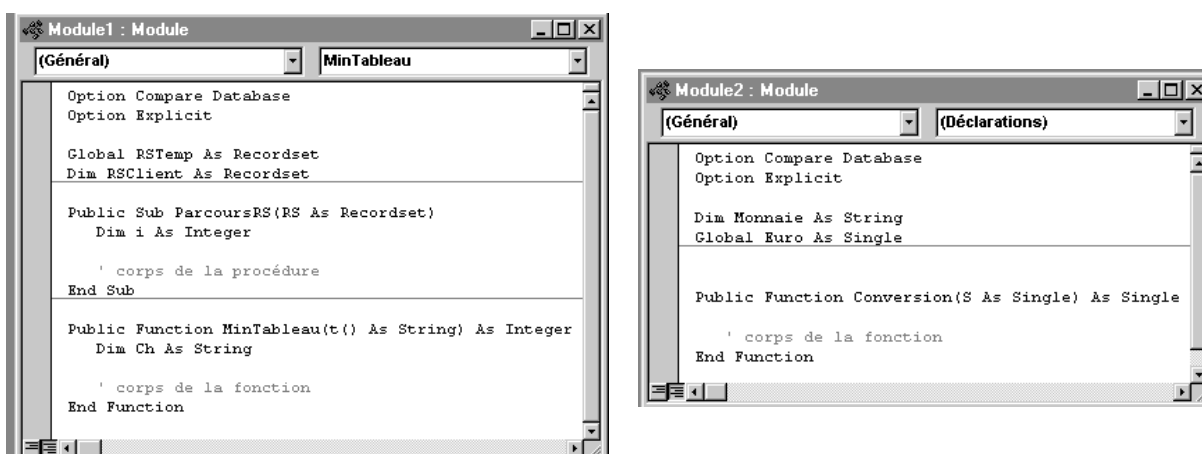 Module1 : Module
(Général) MinTableau
Option Compare Database
Option Explicit
Global RSTemp As Recordset
Dim RSClient As Recordset
Public Sub ParcoursRS(RS As Recordset)
Dim i As Integer
' corps de la procédure
End Sub
Public Function MinTableau(t() As String) As Integer
Dim Ch As String
' corps de la fonction
End Function
Module2 : Module
(Général) (Déclarations)
Option Compare Database
Option Explicit
Dim Monnaie As String
Global Euro As Single
Public Function Conversion(S As Single) As Single
' corps de la fonction
End Function